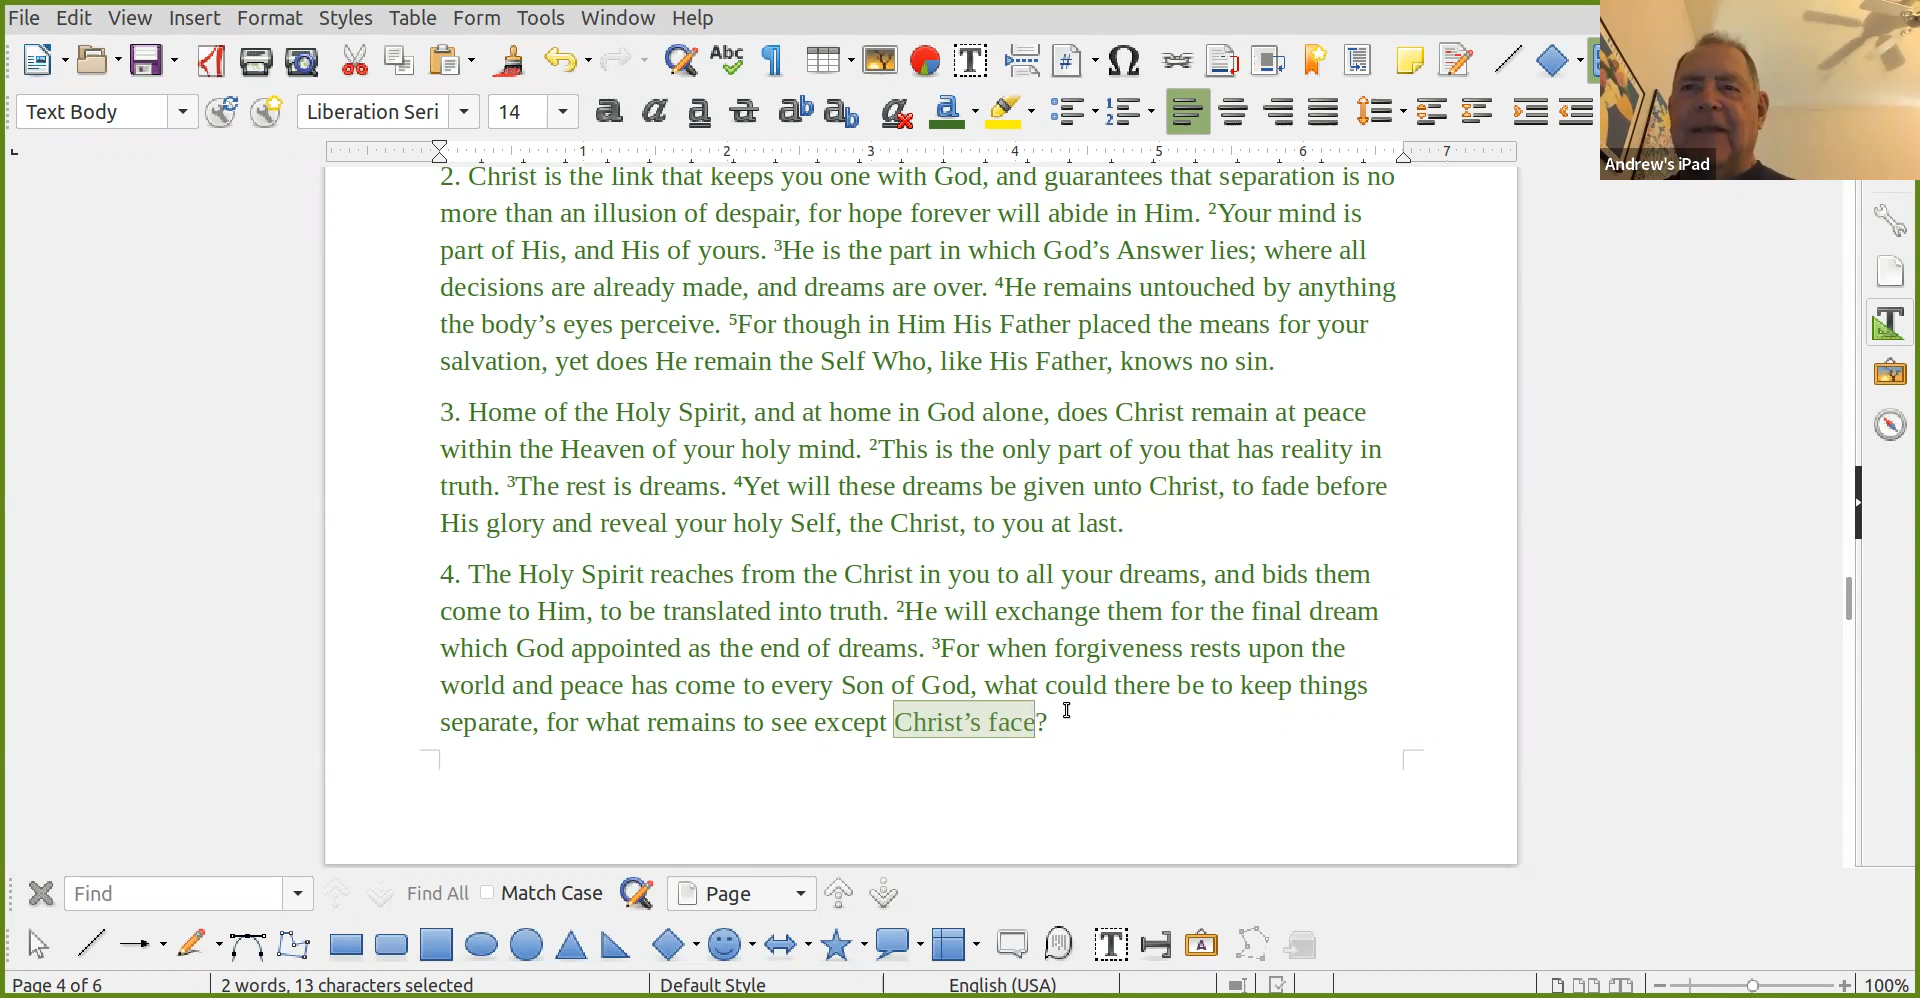 File Edit View Insert Format Styles Table Form Tools Window Help
Text Body Liberation Seri 14
Andrew's iPad
1 2 3 4 5 6 7
2. Christ is the link that keeps you one with God, and guarantees that separation is no
more than an illusion of despair, for hope forever will abide in Him. ²Your mind is
part of His, and His of yours. ³He is the part in which God’s Answer lies; where all
decisions are already made, and dreams are over. ⁴He remains untouched by anything
the body’s eyes perceive. ⁵For though in Him His Father placed the means for your
salvation, yet does He remain the Self Who, like His Father, knows no sin.
3. Home of the Holy Spirit, and at home in God alone, does Christ remain at peace
within the Heaven of your holy mind. ²This is the only part of you that has reality in
truth. ³The rest is dreams. ⁴Yet will these dreams be given unto Christ, to fade before
His glory and reveal your holy Self, the Christ, to you at last.
4. The Holy Spirit reaches from the Christ in you to all your dreams, and bids them
come to Him, to be translated into truth. ²He will exchange them for the final dream
which God appointed as the end of dreams. ³For when forgiveness rests upon the
world and peace has come to every Son of God, what could there be to keep things
separate, for what remains to see except Christ’s face?
Find Find All Match Case Page
Page 4 of 6 2 words, 13 characters selected Default Style English (USA) 100%